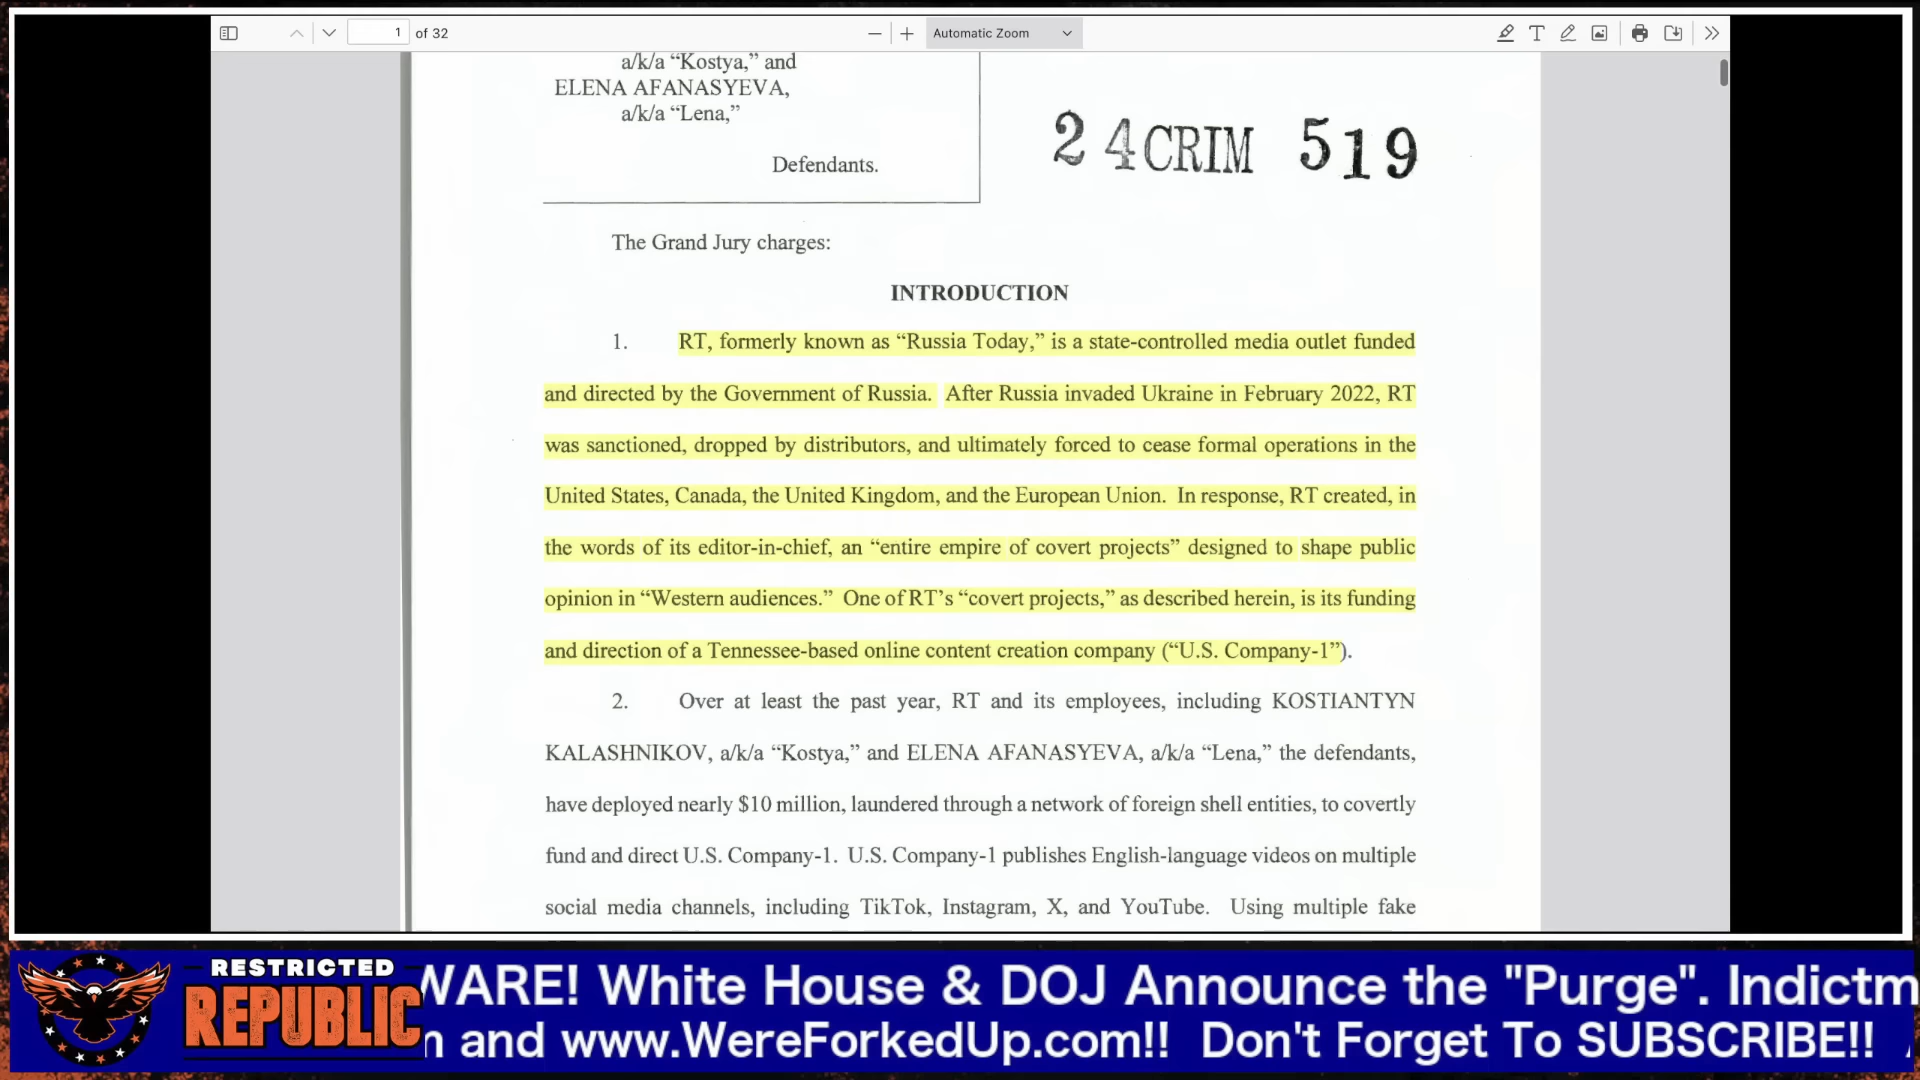 1 of 32
Automatic Zoom
a/k/a “Kostya,” and
ELENA AFANASYEVA,
a/k/a “Lena,”
Defendants.
24CRIM 519
The Grand Jury charges:
INTRODUCTION
1. RT, formerly known as “Russia Today,” is a state-controlled media outlet funded
and directed by the Government of Russia. After Russia invaded Ukraine in February 2022, RT
was sanctioned, dropped by distributors, and ultimately forced to cease formal operations in the
United States, Canada, the United Kingdom, and the European Union. In response, RT created, in
the words of its editor-in-chief, an “entire empire of covert projects” designed to shape public
opinion in “Western audiences.” One of RT’s “covert projects,” as described herein, is its funding
and direction of a Tennessee-based online content creation company (“U.S. Company-1”).
2. Over at least the past year, RT and its employees, including KOSTIANTYN
KALASHNIKOV, a/k/a “Kostya,” and ELENA AFANASYEVA, a/k/a “Lena,” the defendants,
have deployed nearly $10 million, laundered through a network of foreign shell entities, to covertly
fund and direct U.S. Company-1. U.S. Company-1 publishes English-language videos on multiple
social media channels, including TikTok, Instagram, X, and YouTube. Using multiple fake
RESTRICTED
REPUBLIC
WARE! White House & DOJ Announce the "Purge". Indictm
m and www.WereForkedUp.com!! Don't Forget To SUBSCRIBE!!